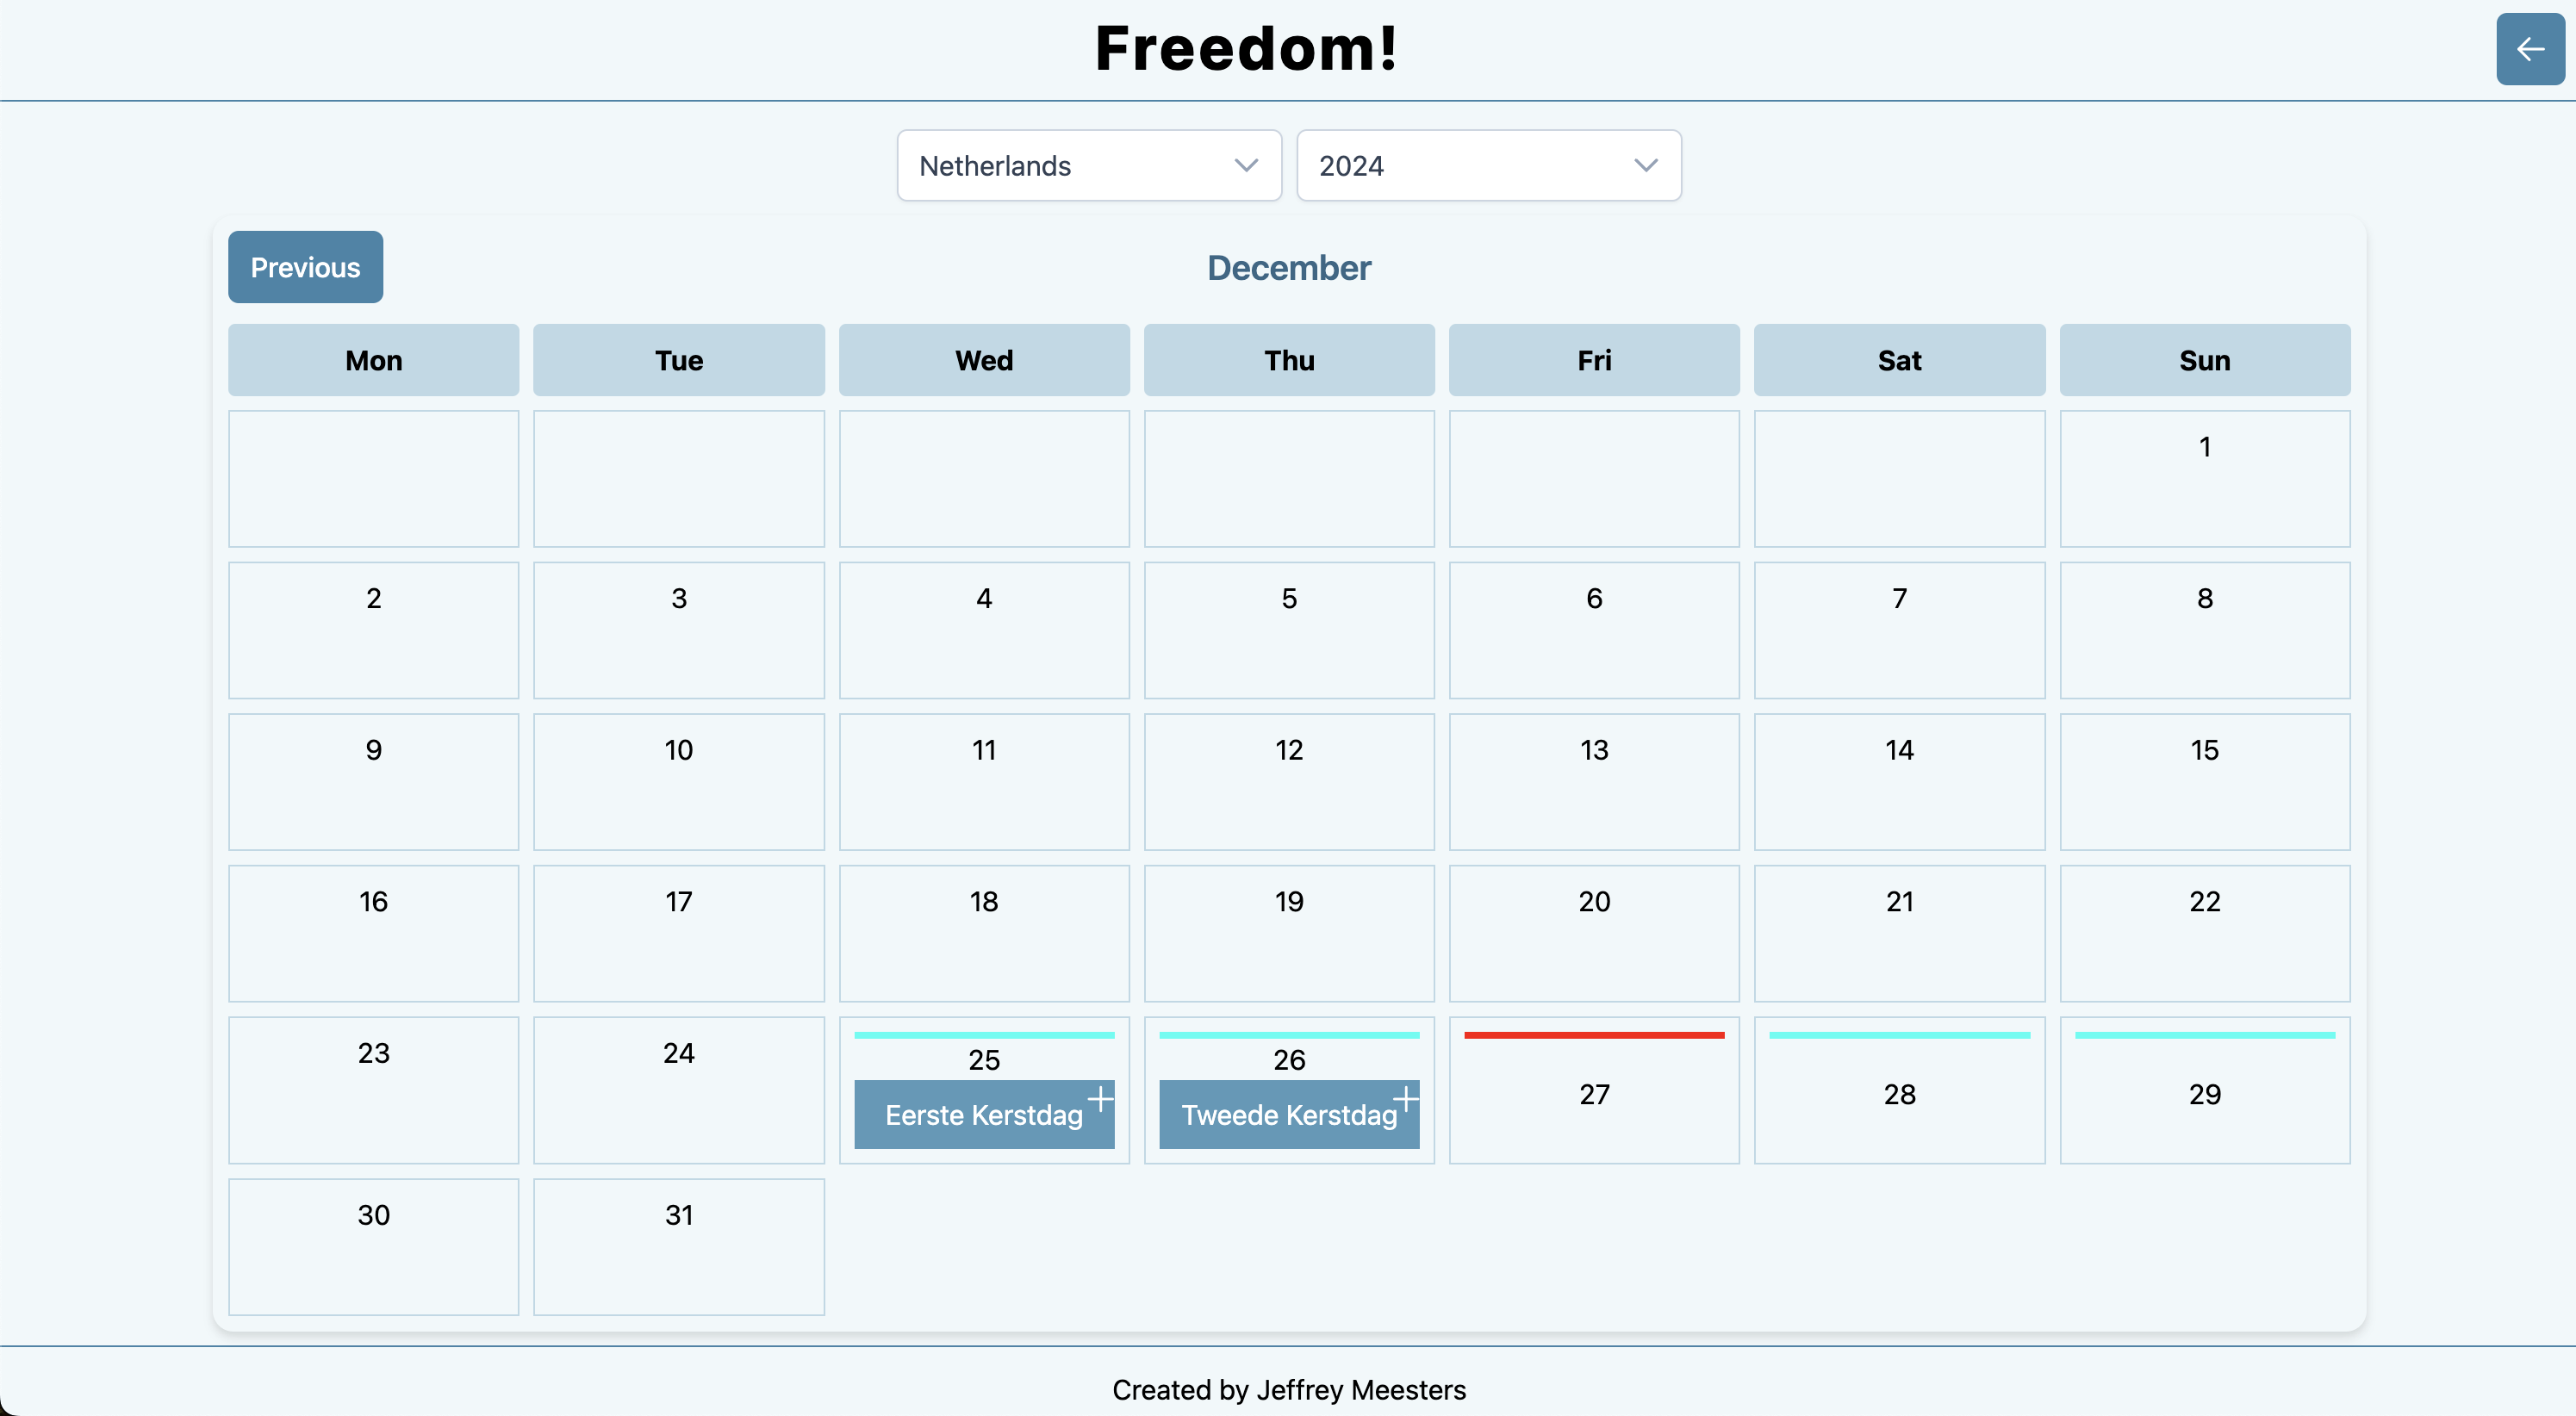 Freedom!
Netherlands
2024
Previous
December
Mon Tue Wed Thu Fri Sat Sun
1
2 3 4 5 6 7 8
9 10 11 12 13 14 15
16 17 18 19 20 21 22
23 24 25 26 27 28 29
Eerste Kerstdag Tweede Kerstdag
30 31
Created by Jeffrey Meesters